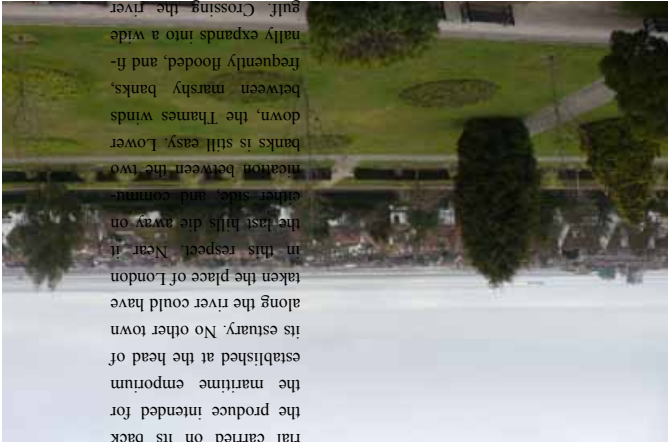 rial carried on its back
the produce intended for
the maritime emporium
established at the head of
its estuary. No other town
along the river could have
taken the place of London
in this respect. Near it
the last hills die away on
either side, and commu-
nication between the two
banks is still easy. Lower
down, the Thames winds
between marshy banks,
frequently flooded, and fi-
nally expands into a wide
gulf. Crossing the river